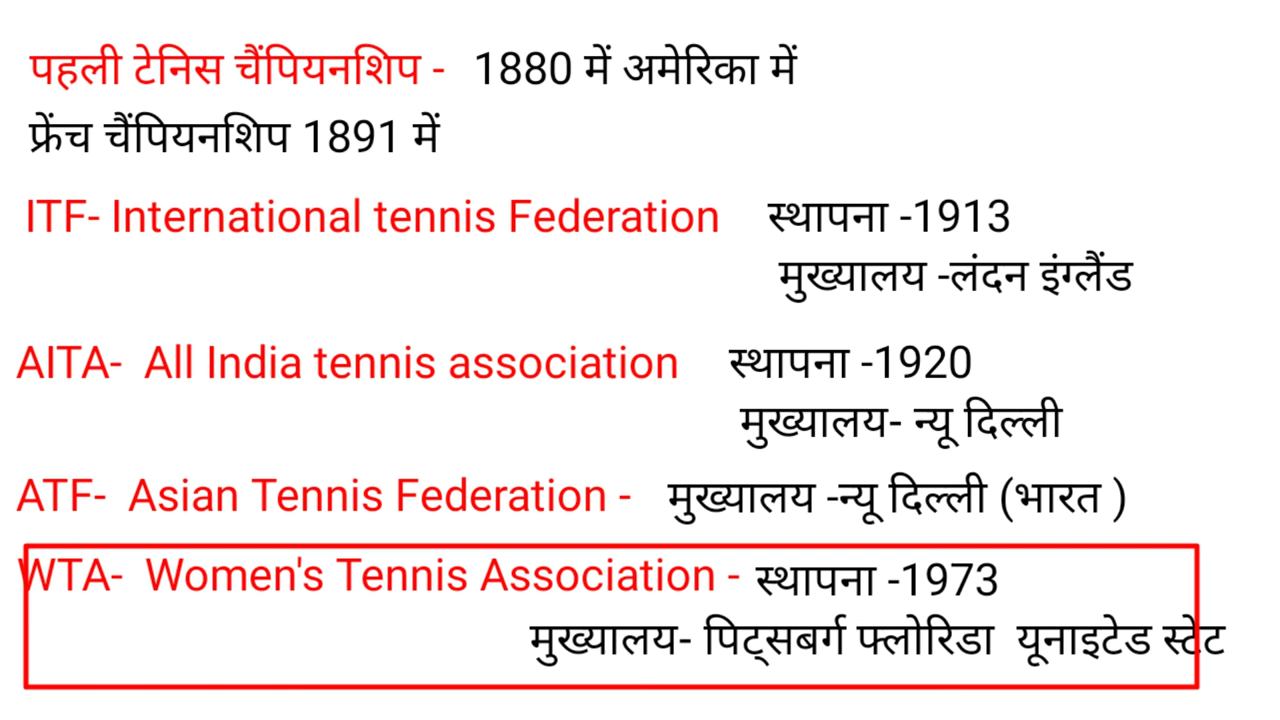 पहली टेनिस चैंपियनशिप - 1880 में अमेरिका में
फ्रेंच चैंपियनशिप 1891 में
ITF- International tennis Federation स्थापना -1913
मुख्यालय -लंदन इंग्लैंड
AITA- All India tennis association स्थापना -1920
मुख्यालय- न्यू दिल्ली
ATF- Asian Tennis Federation - मुख्यालय -न्यू दिल्ली (भारत )
WTA- Women's Tennis Association - स्थापना -1973
मुख्यालय- पिट्सबर्ग फ्लोरिडा यूनाइटेड स्टेट